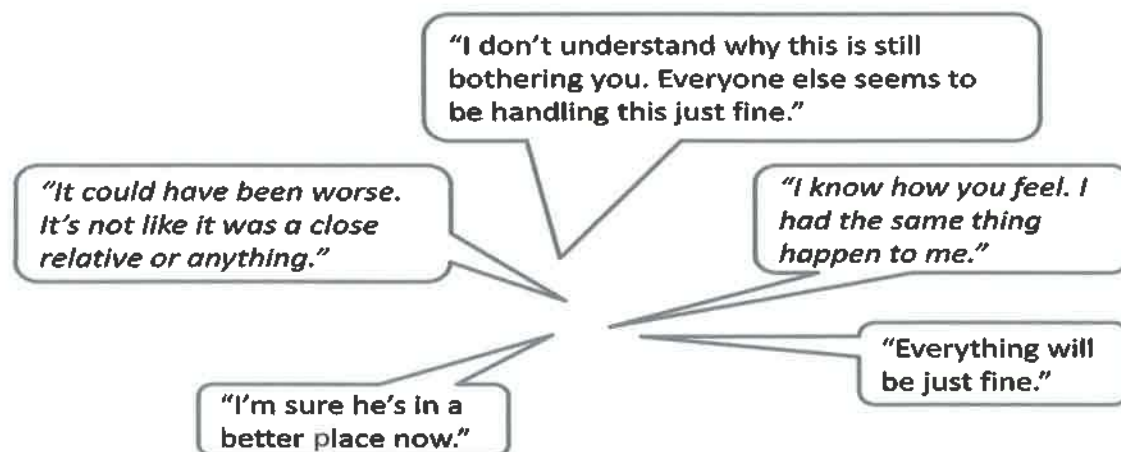 “I don’t understand why this is still
bothering you. Everyone else seems to
be handling this just fine.”
“It could have been worse.
It’s not like it was a close
relative or anything.”
“I know how you feel. I
had the same thing
happen to me.”
“Everything will
be just fine.”
“I’m sure he’s in a
better place now.”